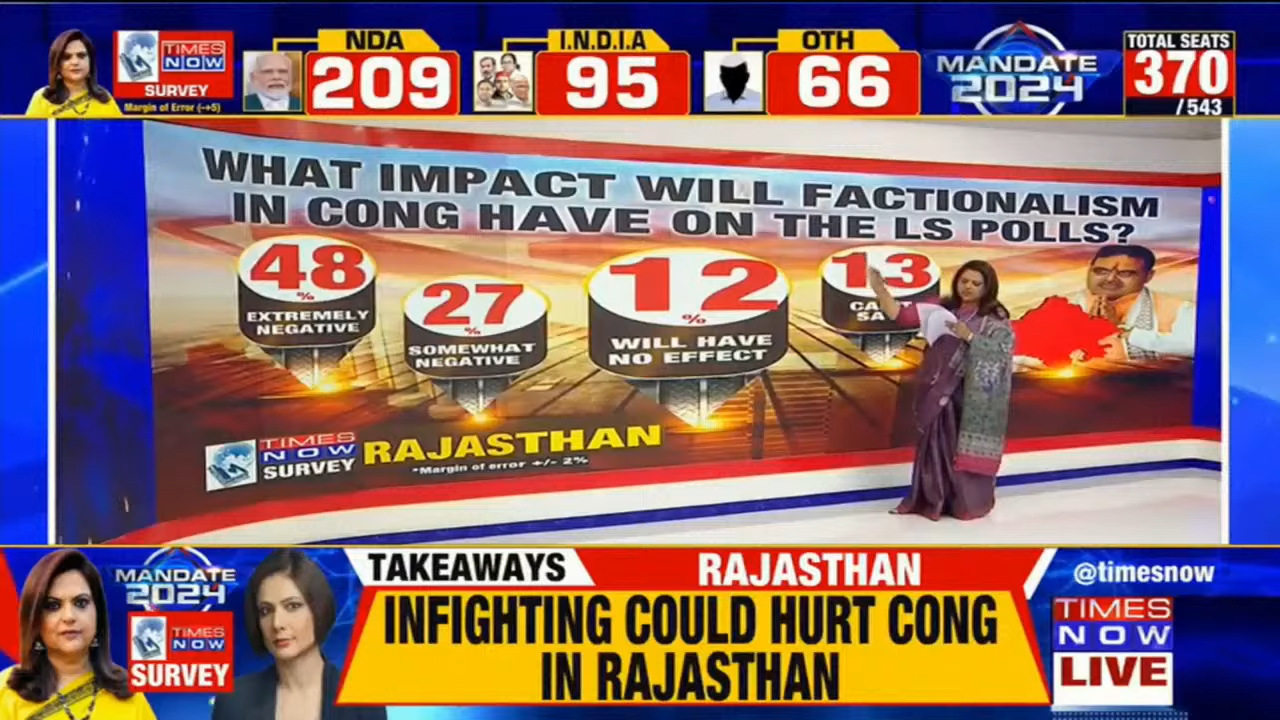 NDA
209
I.N.D.I.A
95
OTH
66
MANDATE
2024
TOTAL SEATS
370
/543
TIMES
NOW
SURVEY
Margin of Error (-+5)
WHAT IMPACT WILL FACTIONALISM
IN CONG HAVE ON THE LS POLLS?
48
%
EXTREMELY
NEGATIVE
27
%
SOMEWHAT
NEGATIVE
12
%
WILL HAVE
NO EFFECT
13
TIMES
NOW
SURVEY
RAJASTHAN
*Margin of error +/- 2%
MANDATE
2024
TIMES
NOW
SURVEY
TAKEAWAYS
RAJASTHAN
INFIGHTING COULD HURT CONG
IN RAJASTHAN
@timesnow
TIMES
NOW
LIVE